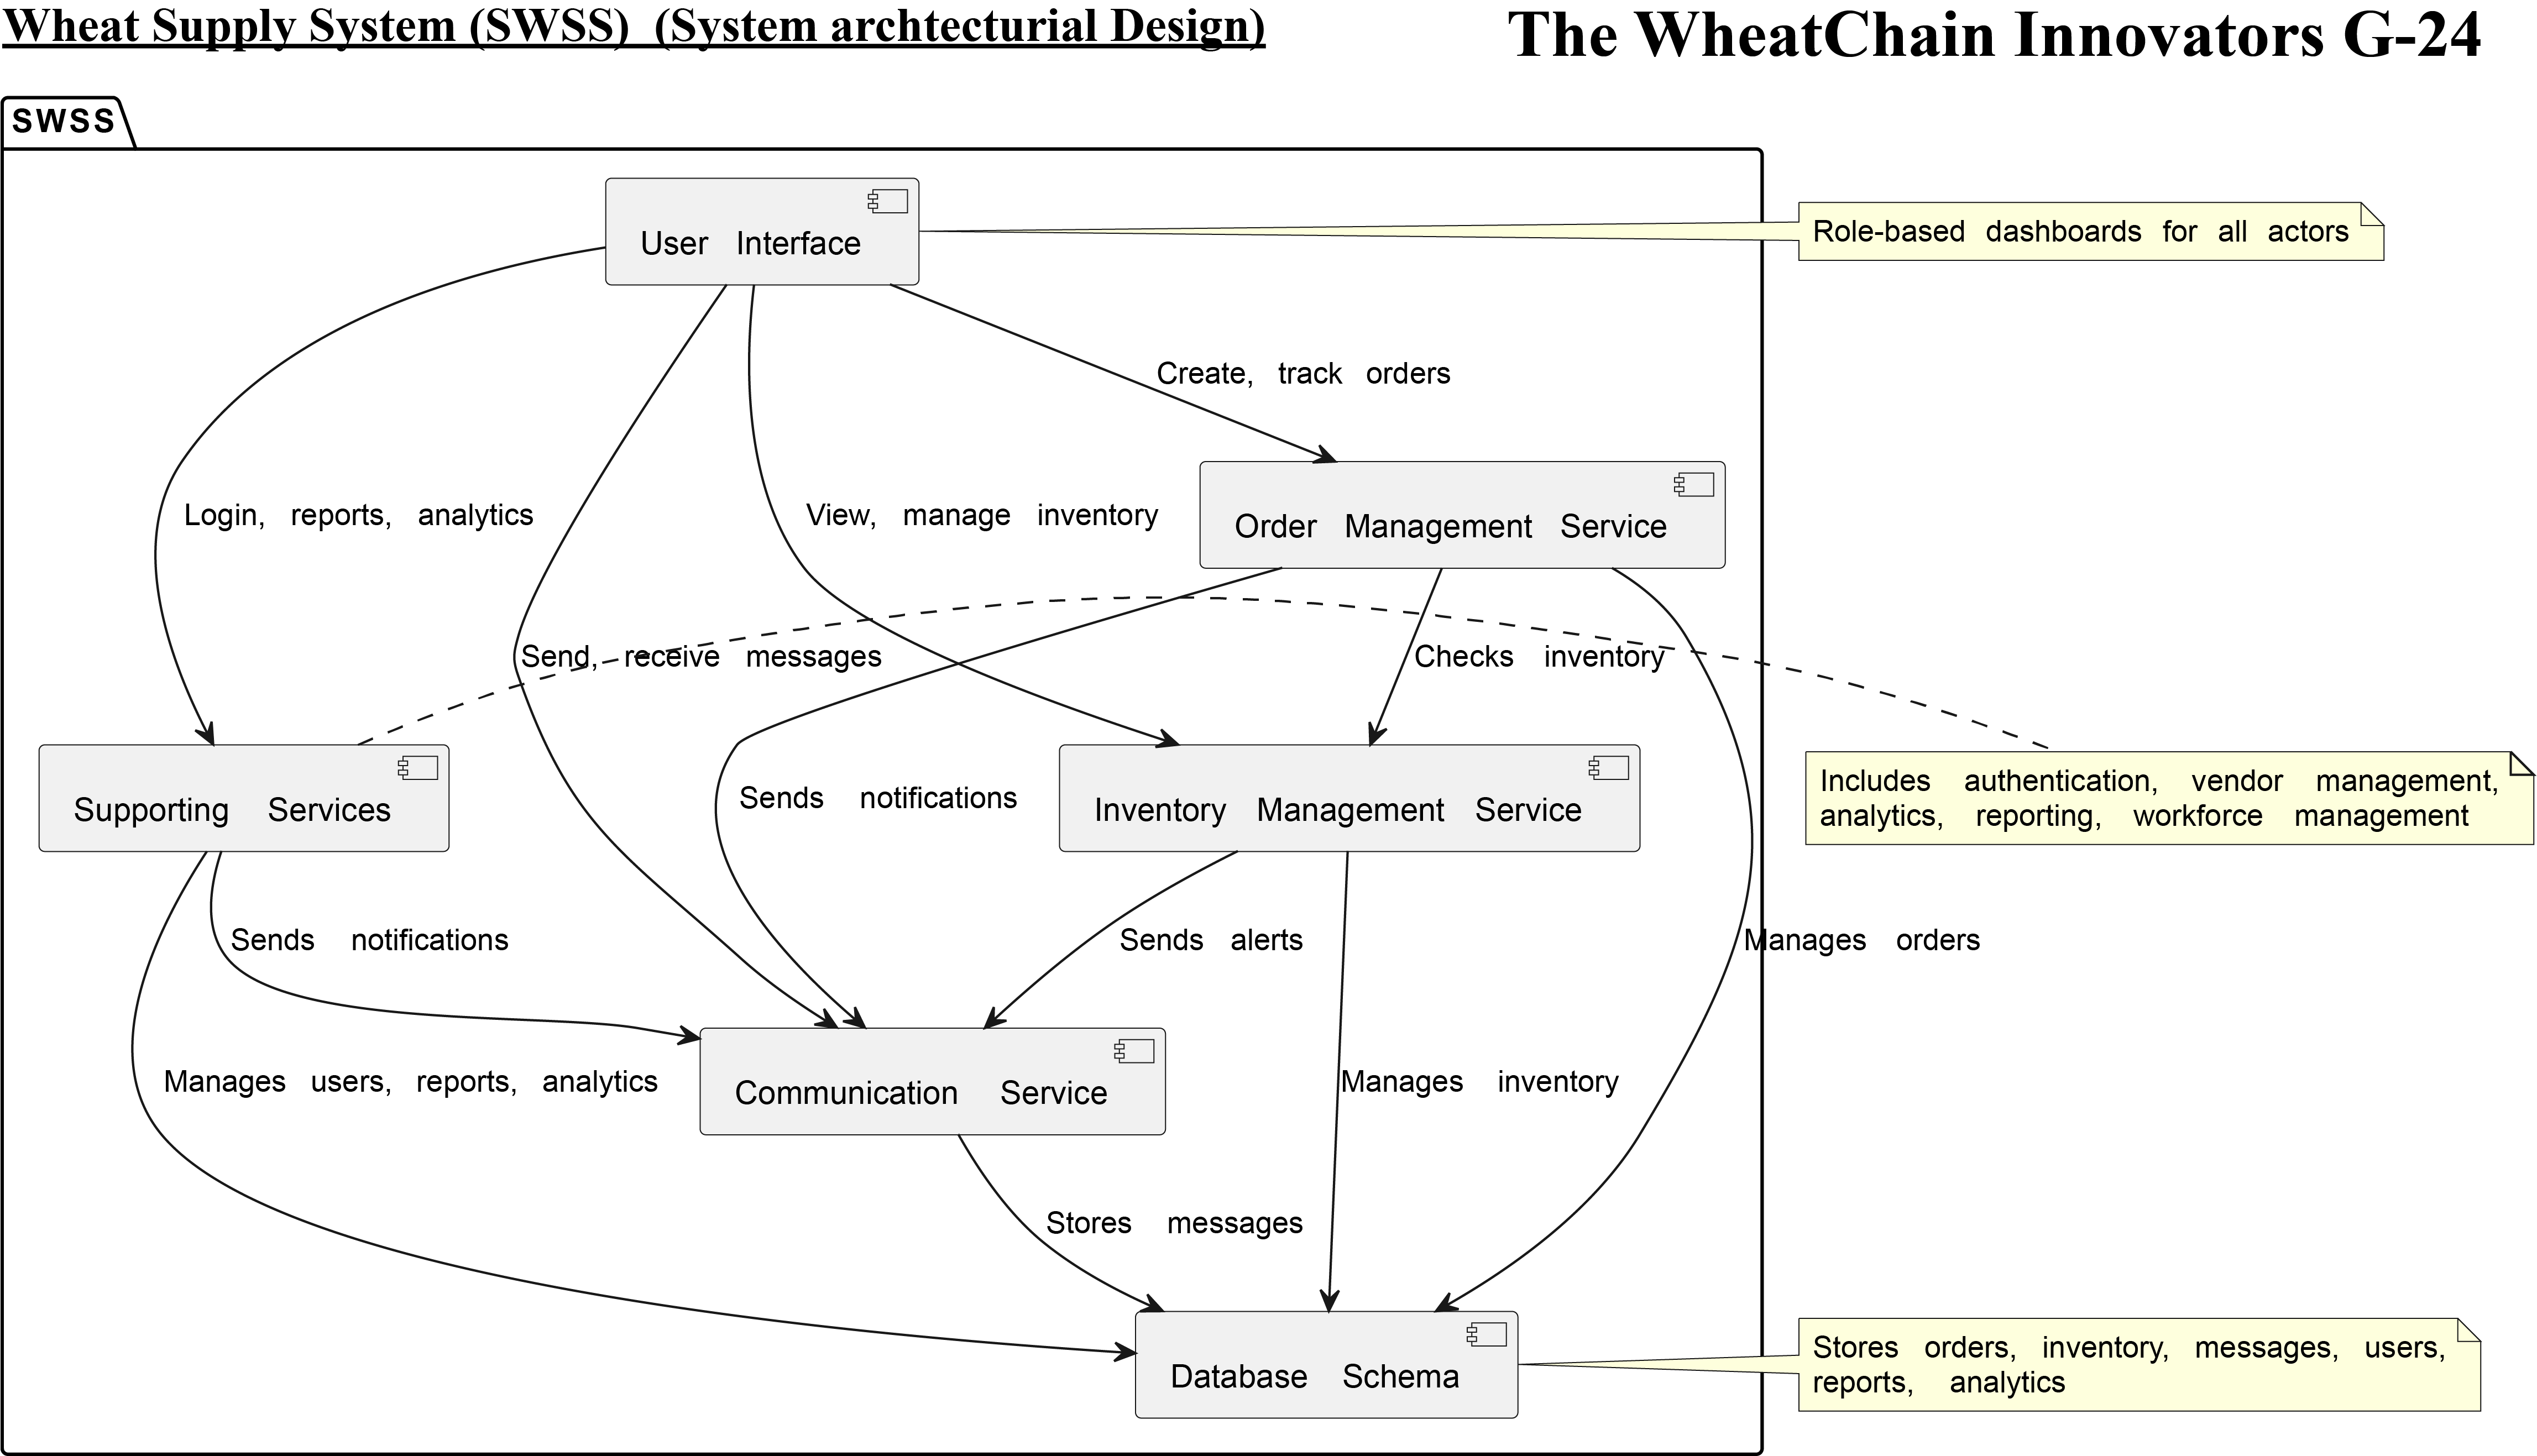 Wheat Supply System (SWSS) (System archtecturial Design)
The WheatChain Innovators G-24
SWSS
User Interface
Role-based dashboards for all actors
Create, track orders
Login, reports, analytics
View, manage inventory
Order Management Service
Send, receive messages
Checks inventory
Supporting Services
Sends notifications
Inventory Management Service
Includes authentication, vendor management,
analytics, reporting, workforce management
Sends notifications
Sends alerts
Manages orders
Manages users, reports, analytics
Communication Service
Manages inventory
Stores messages
Database Schema
Stores orders, inventory, messages, users,
reports, analytics